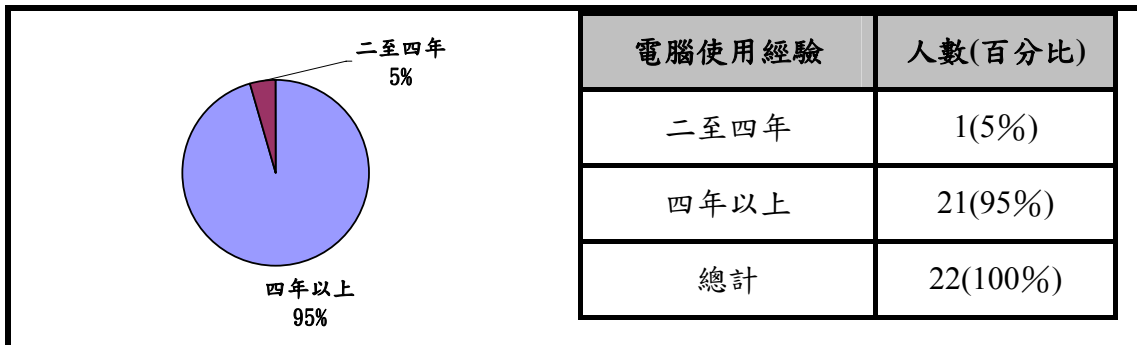 二至四年
5%
四年以上
95%
電腦使用經驗 人數(百分比)
二至四年 1(5%)
四年以上 21(95%)
總計 22(100%)